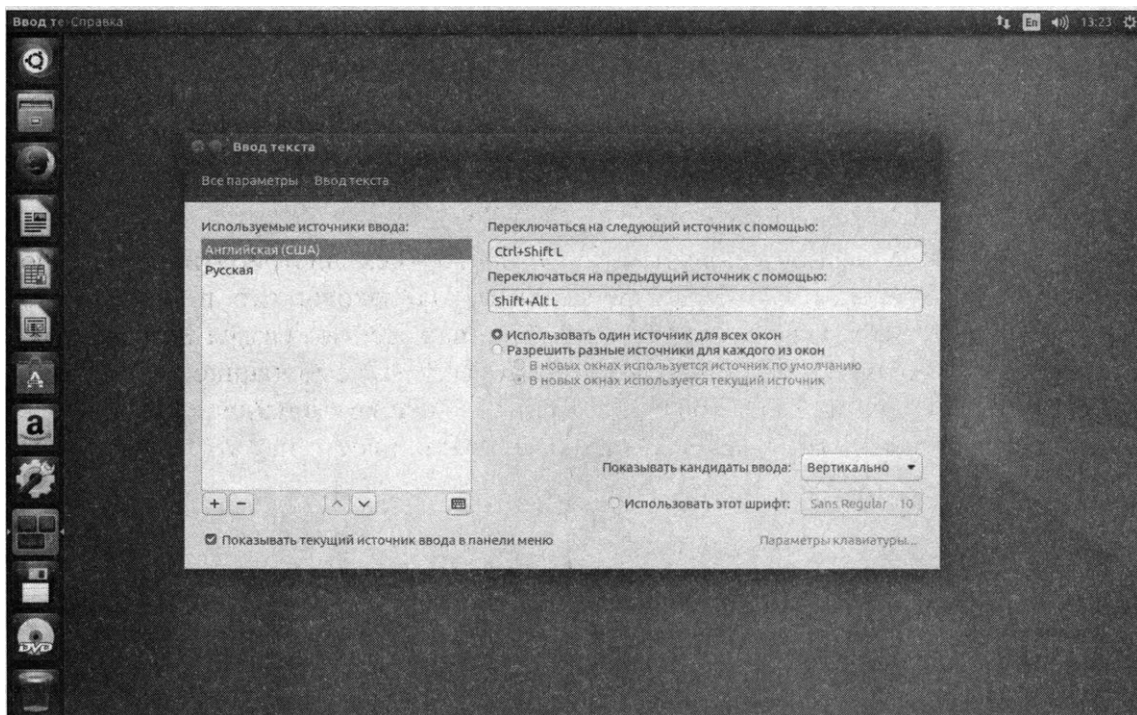 Ввод те Справка
En 13:23
Ввод текста
Все параметры Ввод текста
Используемые источники ввода:
Английская (США)
Русская
Переключаться на следующий источник с помощью:
Ctrl+Shift L
Переключаться на предыдущий источник с помощью:
Shift+Alt L
Использовать один источник для всех окон
Разрешить разные источники для каждого из окон
В новых окнах используется источник по умолчанию
В новых окнах используется текущий источник
Показывать кандидаты ввода: Вертикально
Использовать этот шрифт: Sans Regular 10
Показывать текущий источник ввода в панели меню
Параметры клавиатуры...
a
DVD